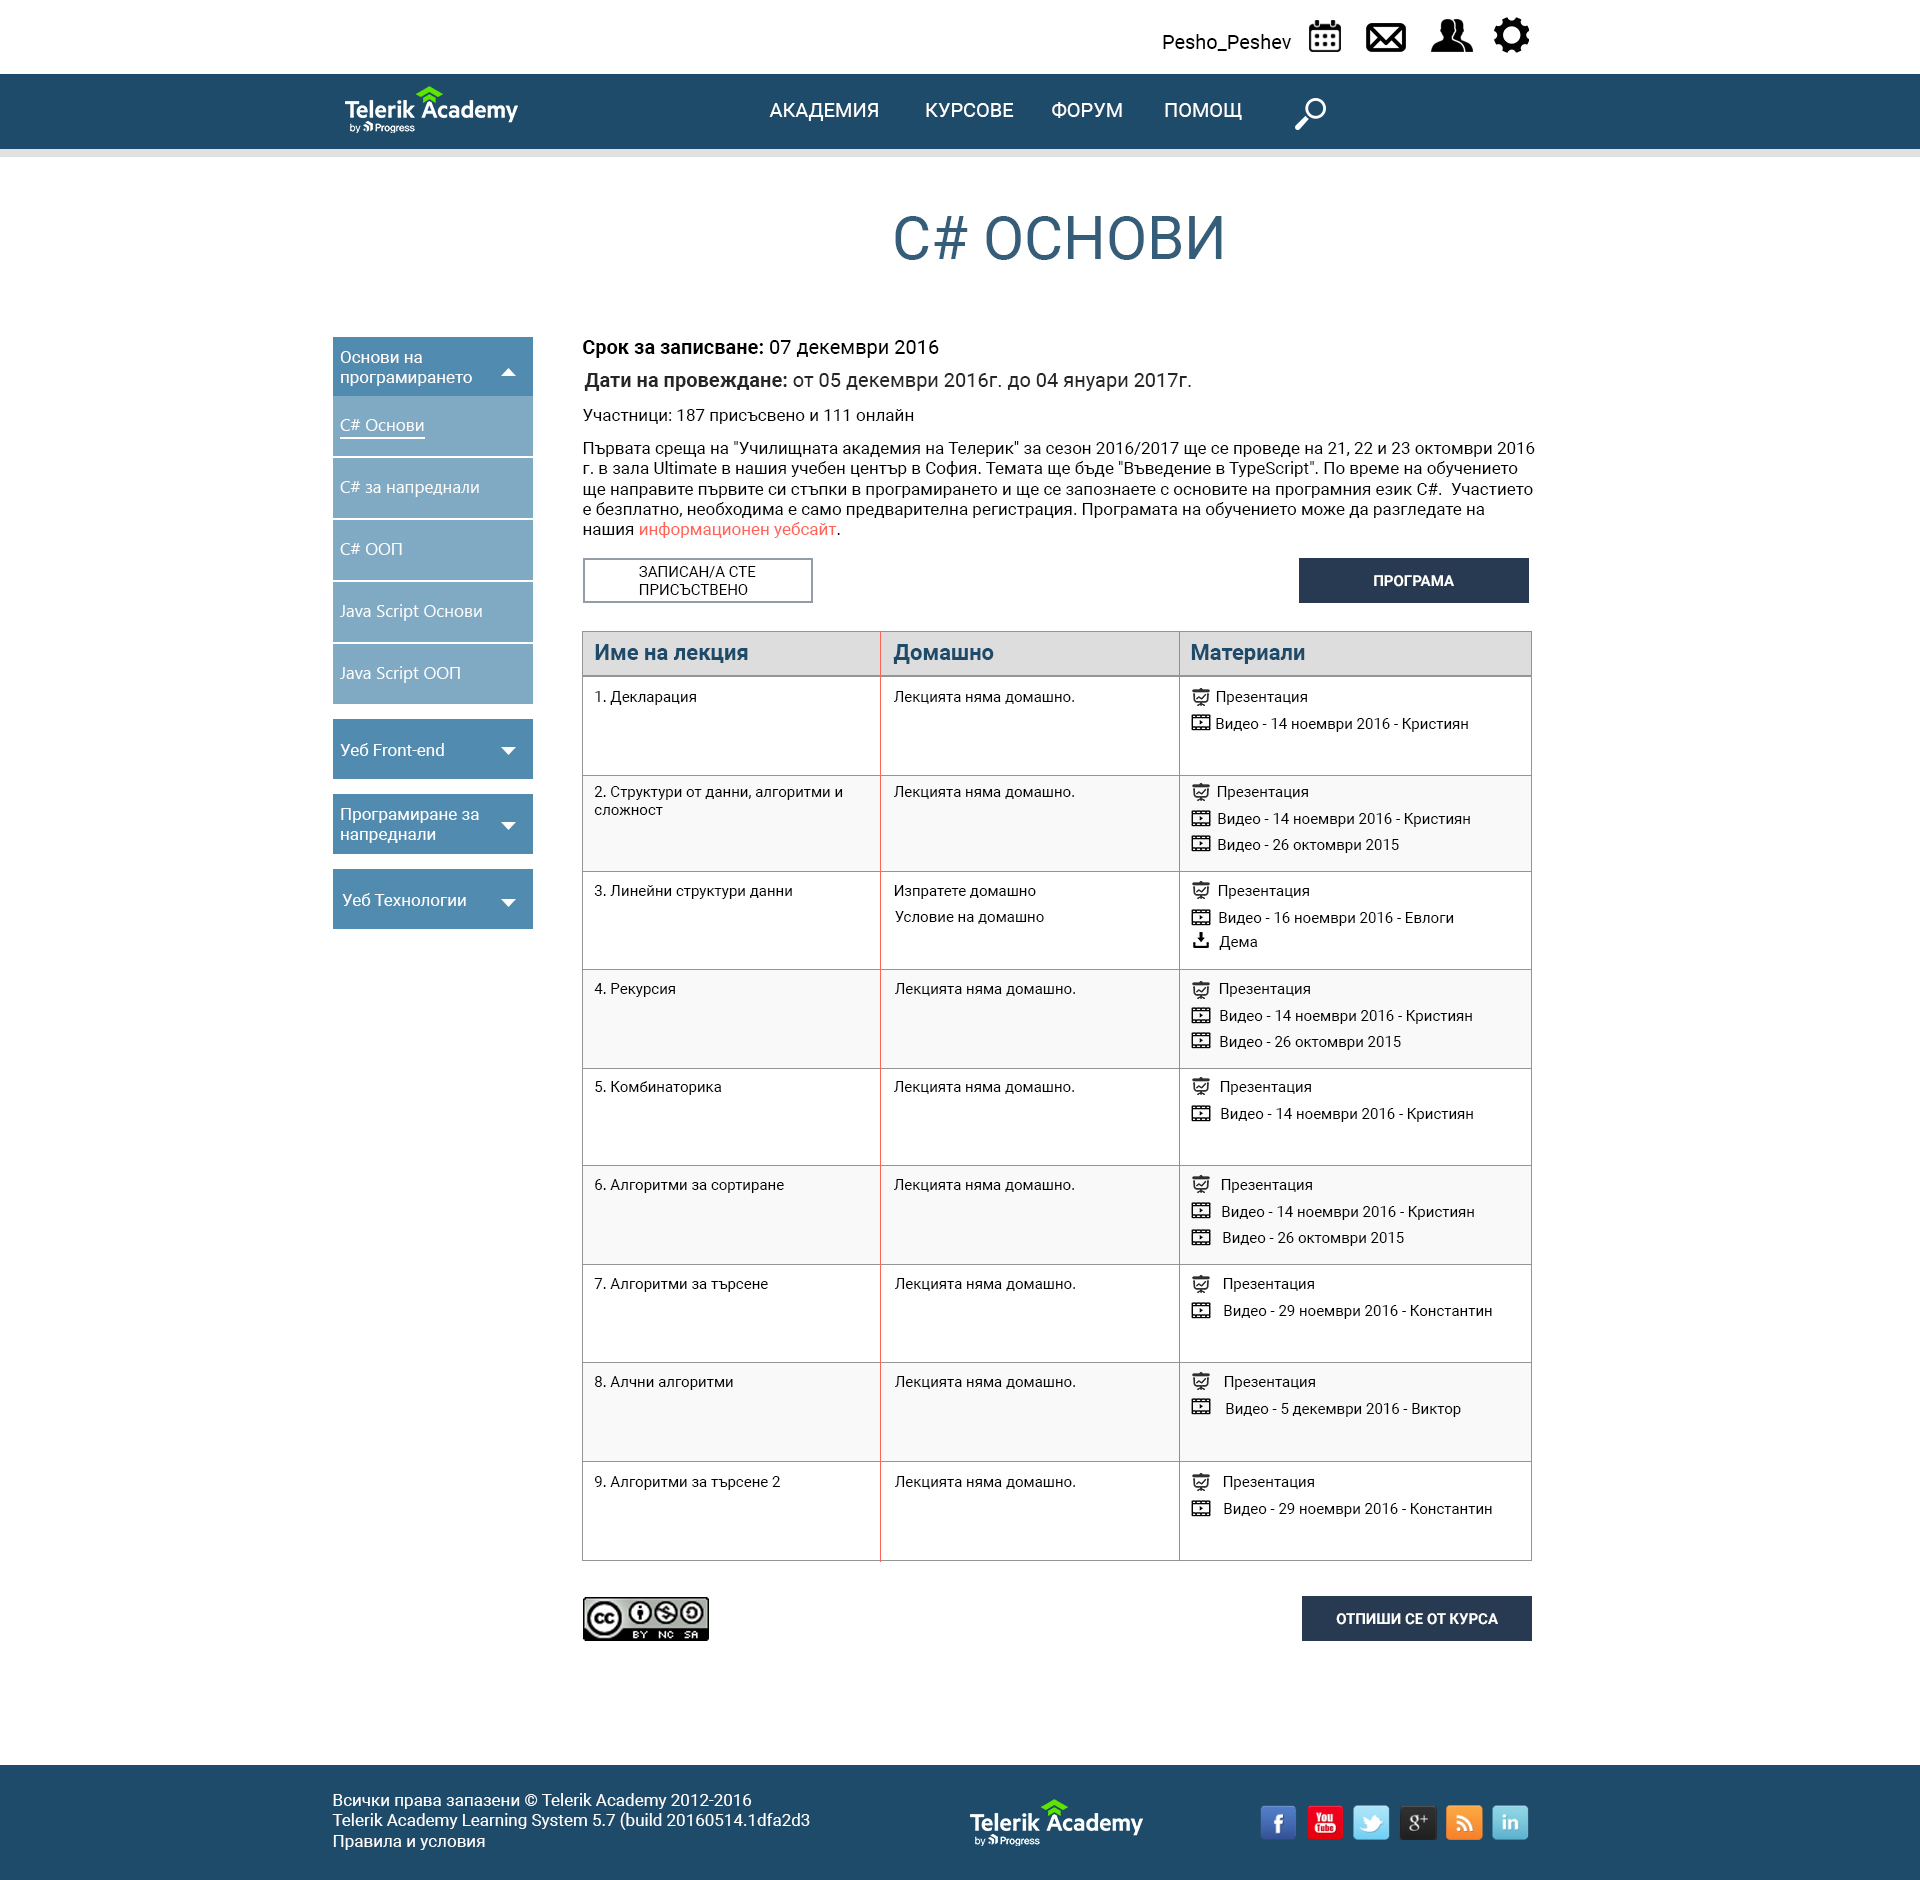 Pesho_Peshev
Telerik Academy
by Progress
АКАДЕМИЯ
КУРСОВЕ
ФОРУМ
ПОМОЩ
C# ОСНОВИ
Основи на
програмирането
C# Основи
C# за напреднали
C# ООП
Java Script Основи
Java Script ООП
Уеб Front-end
Програмиране за
напреднали
Уеб Технологии
Срок за записване: 07 декември 2016
Дати на провеждане: от 05 декември 2016г. до 04 януари 2017г.
Участници: 187 присъсвено и 111 онлайн
Първата среща на "Училищната академия на Телерик" за сезон 2016/2017 ще се проведе на 21, 22 и 23 октомври 2016
г. в зала Ultimate в нашия учебен център в София. Темата ще бъде "Въведение в TypeScript". По време на обучението
ще направите първите си стъпки в програмирането и ще се запознаете с основите на програмния език C#.  Участието
е безплатно, необходима е само предварителна регистрация. Програмата на обучението може да разгледате на
нашия информационен уебсайт.
ЗАПИСАН/А СТЕ
ПРИСЪСТВЕНО
ПРОГРАМА
Име на лекция
Домашно
Материали
1. Декларация
Лекцията няма домашно.
Презентация
Видео - 14 ноември 2016 - Кристиян
2. Структури от данни, алгоритми и
сложност
Лекцията няма домашно.
Презентация
Видео - 14 ноември 2016 - Кристиян
Видео - 26 октомври 2015
3. Линейни структури данни
Изпратете домашно
Условие на домашно
Презентация
Видео - 16 ноември 2016 - Евлоги
Дема
4. Рекурсия
Лекцията няма домашно.
Презентация
Видео - 14 ноември 2016 - Кристиян
Видео - 26 октомври 2015
5. Комбинаторика
Лекцията няма домашно.
Презентация
Видео - 14 ноември 2016 - Кристиян
6. Алгоритми за сортиране
Лекцията няма домашно.
Презентация
Видео - 14 ноември 2016 - Кристиян
Видео - 26 октомври 2015
7. Алгоритми за търсене
Лекцията няма домашно.
Презентация
Видео - 29 ноември 2016 - Константин
8. Алчни алгоритми
Лекцията няма домашно.
Презентация
Видео - 5 декември 2016 - Виктор
9. Алгоритми за търсене 2
Лекцията няма домашно.
Презентация
Видео - 29 ноември 2016 - Константин
cc
BY NC SA
ОТПИШИ СЕ ОТ КУРСА
Всички права запазени © Telerik Academy 2012-2016
Telerik Academy Learning System 5.7 (build 20160514.1dfa2d3
Правила и условия
Telerik Academy
by Progress
f
You
Tube
g+
in